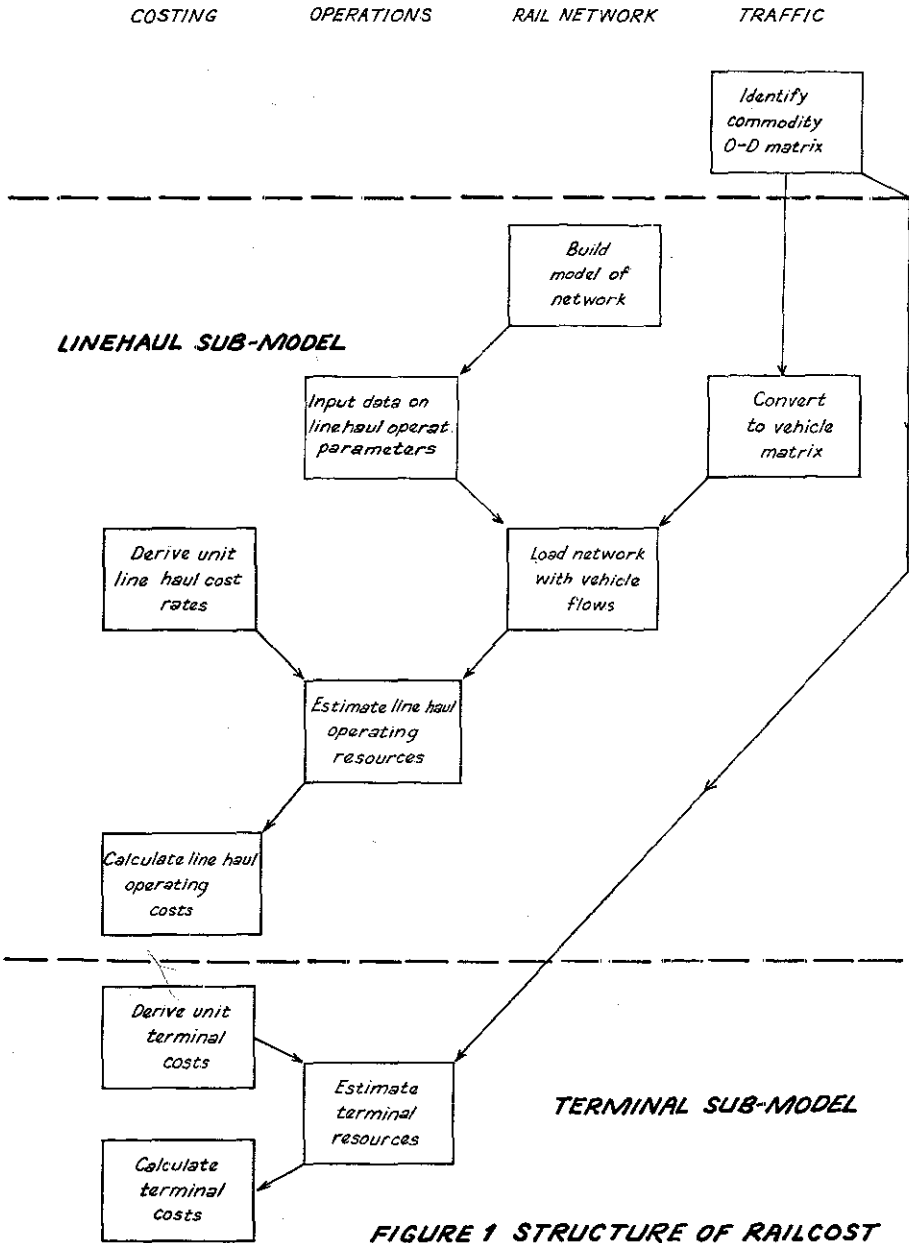 COSTING OPERATIONS RAIL NETWORK TRAFFIC
Identify
commodity
O-D matrix
Build
model of
network
LINEHAUL SUB-MODEL
Input data on
linehaul operat.
parameters
Convert
to vehicle
matrix
Derive unit
line haul cost
rates
Load network
with vehicle
flows
Estimate line haul
operating
resources
Calculate line haul
operating
costs
Derive unit
terminal
costs
Estimate
terminal
resources
TERMINAL SUB-MODEL
Calculate
terminal
costs
FIGURE 1 STRUCTURE OF RAILCOST